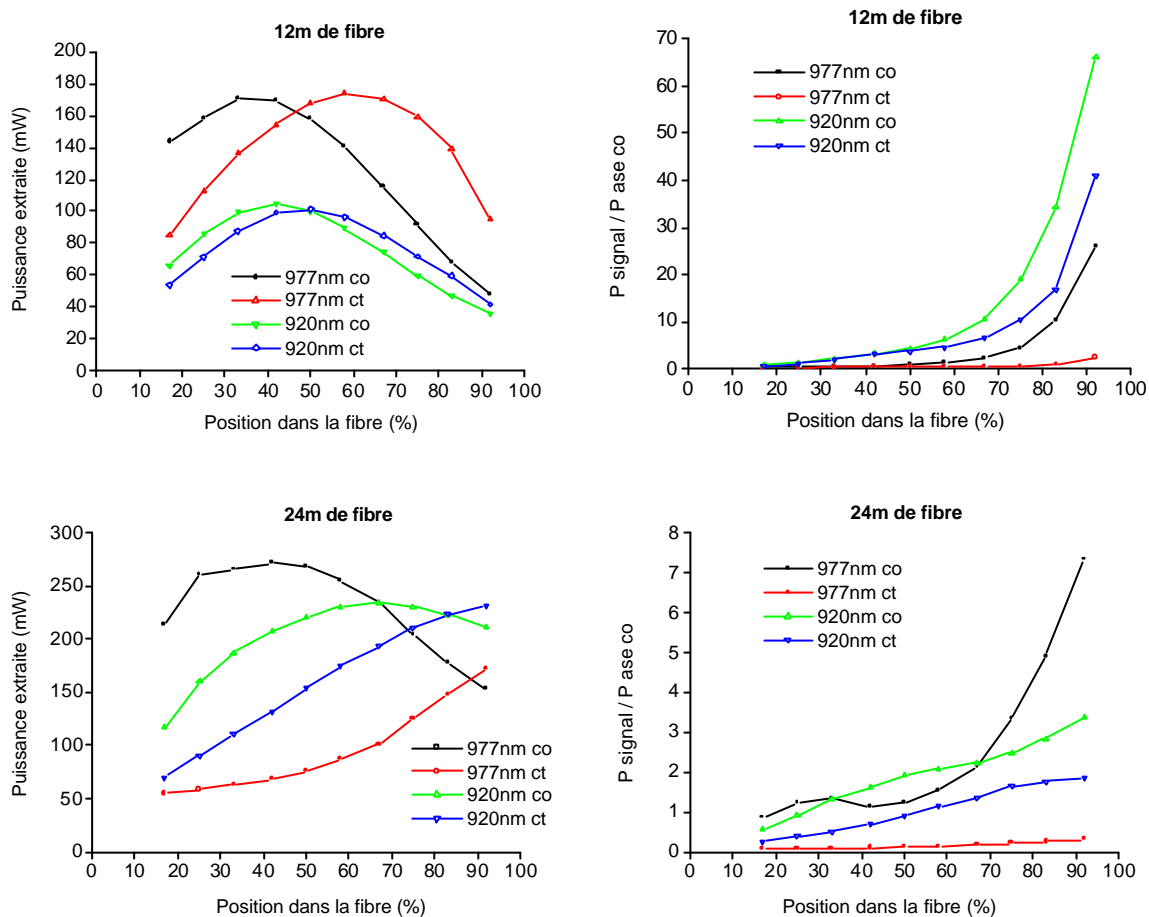 12m de fibre
200
180
160
140
120
100
80
60
40
20
0
0 10 20 30 40 50 60 70 80 90 100
Puissance extraite (mW)
Position dans la fibre (%)
977nm co
977nm ct
920nm co
920nm ct
12m de fibre
70
60
50
40
30
20
10
0
0 10 20 30 40 50 60 70 80 90 100
P signal / P ase co
Position dans la fibre (%)
977nm co
977nm ct
920nm co
920nm ct
24m de fibre
300
250
200
150
100
50
0
0 10 20 30 40 50 60 70 80 90 100
Puissance extraite (mW)
Position dans la fibre (%)
977nm co
977nm ct
920nm co
920nm ct
24m de fibre
8
7
6
5
4
3
2
1
0
0 10 20 30 40 50 60 70 80 90 100
P signal / P ase co
Position dans la fibre (%)
977nm co
977nm ct
920nm co
920nm ct